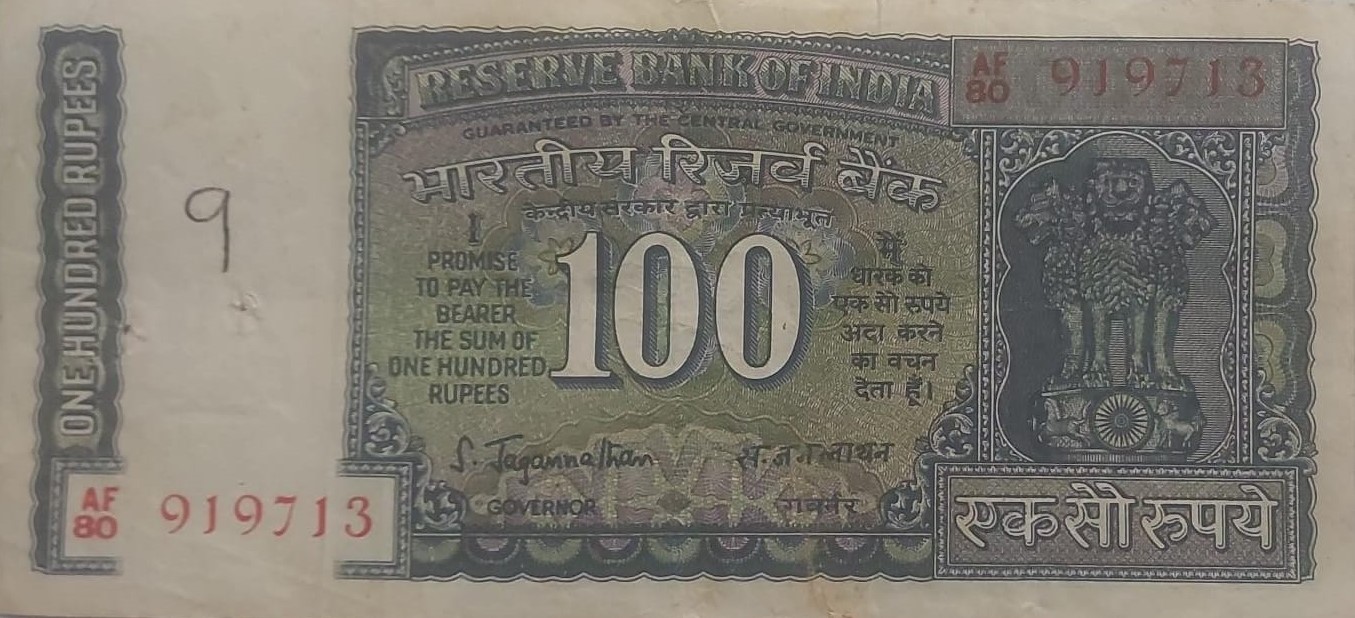 ONE HUNDRED RUPEES
9
AF
80 919713
RESERVE BANK OF INDIA
GUARANTEED BY THE CENTRAL GOVERNMENT
भारतीय रिजर्व बैंक
केन्द्रीय सरकार द्वारा प्रत्याभूत
I
PROMISE
TO PAY THE
BEARER
THE SUM OF
ONE HUNDRED
RUPEES
100
मैं
धारक को
एक सौ रुपये
अदा करने
का वचन
देता हूँ।
S. Jagannathan
स. जगन्नाथन
GOVERNOR
गवर्नर
AF
80 919713
एक सौ रुपये